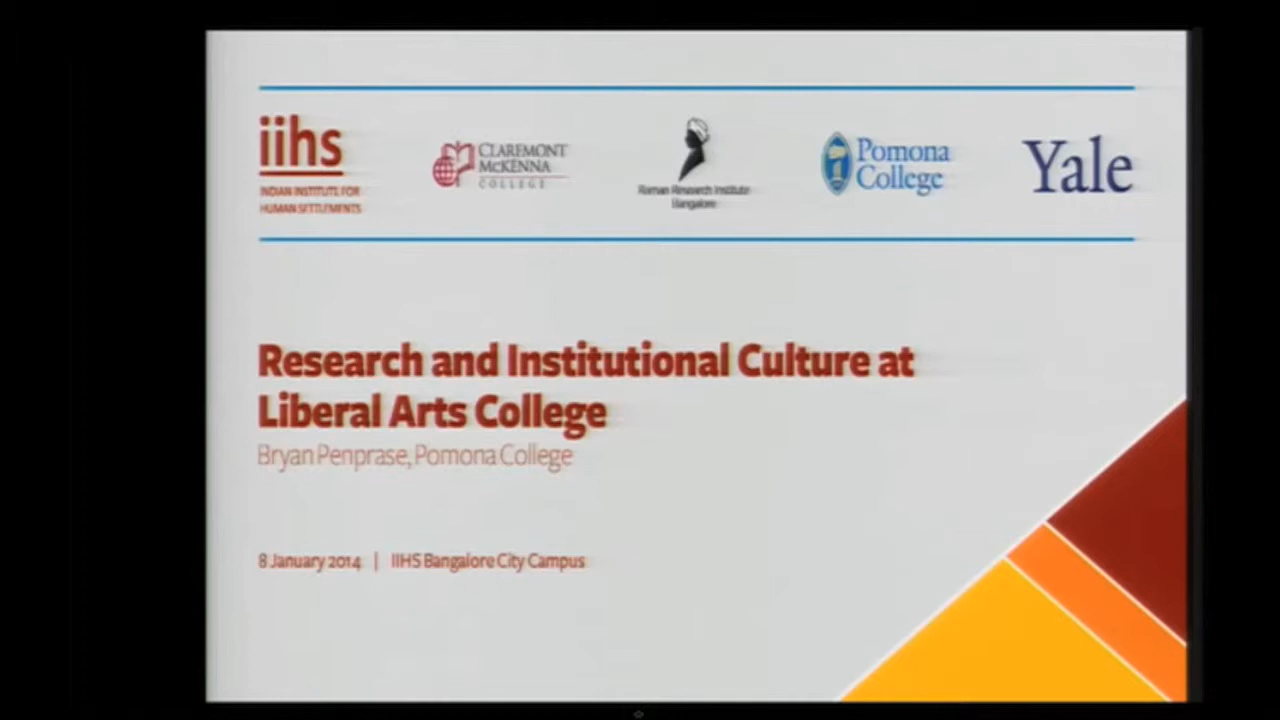 iihs
INDIAN INSTITUTE FOR
HUMAN SETTLEMENTS
CLAREMONT
MCKENNA
COLLEGE
Raman Research Institute
Bangalore
Pomona
College
Yale
Research and Institutional Culture at
Liberal Arts College
Bryan Penprase, Pomona College
8 January 2014 | IIHS Bangalore City Campus